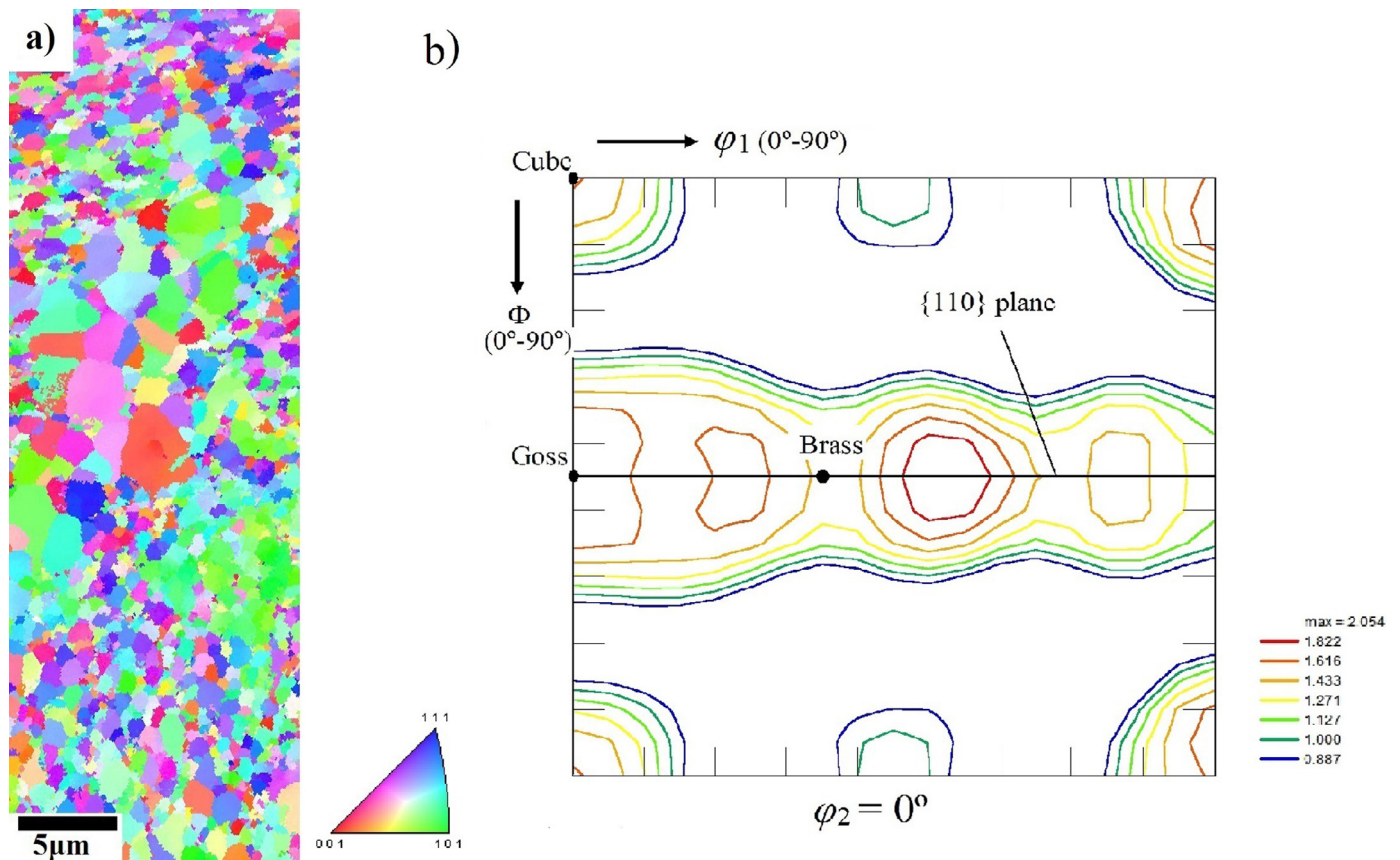 a)
b)
φ1 (0°-90°)
Cube
Φ
(0°-90°)
{110} plane
Goss
Brass
max = 2.054
1.822
1.616
1.433
1.271
1.127
1.000
0.887
111
001
101
5μm
φ2 = 0º